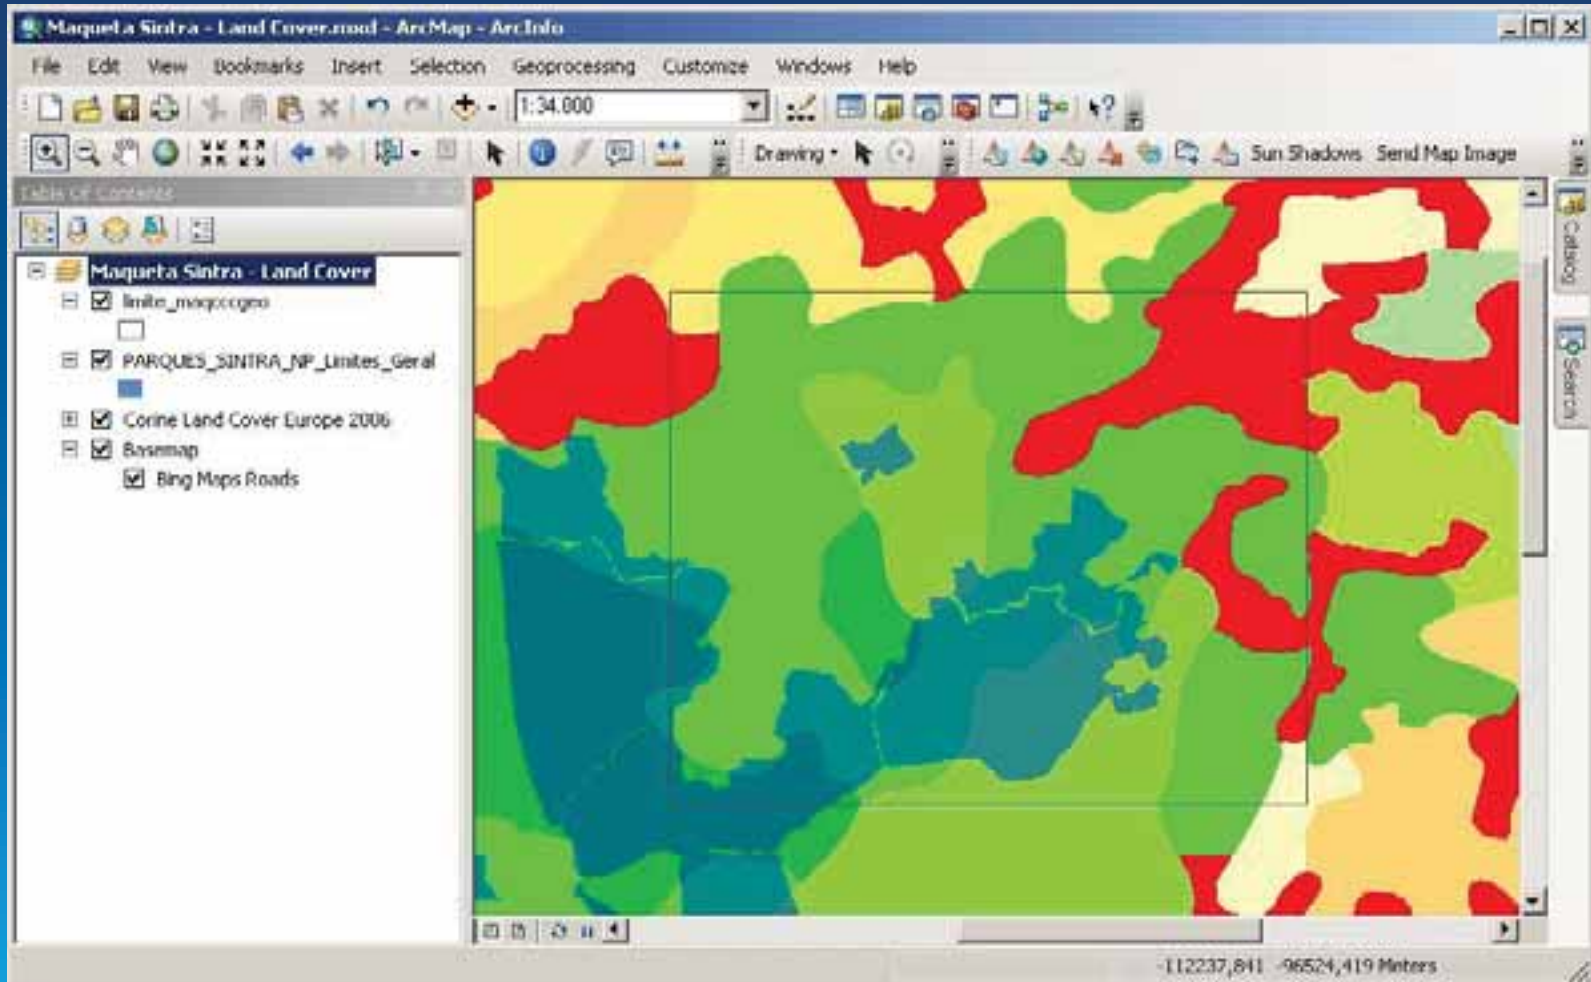 Maqueta Sintra - Land Cover.mxd - ArcMap - ArcInfo
File Edit View Bookmarks Insert Selection Geoprocessing Customize Windows Help
1:34.000
Drawing
Sun Shadows Send Map Image
Table Of Contents
Maqueta Sintra - Land Cover
PARQUES_SINTRA_NP_Limites_Geral
Corine Land Cover Europe 2006
Basemap
Bing Maps Roads
Catalog
Search
-112237,841 -96524,419 Meters